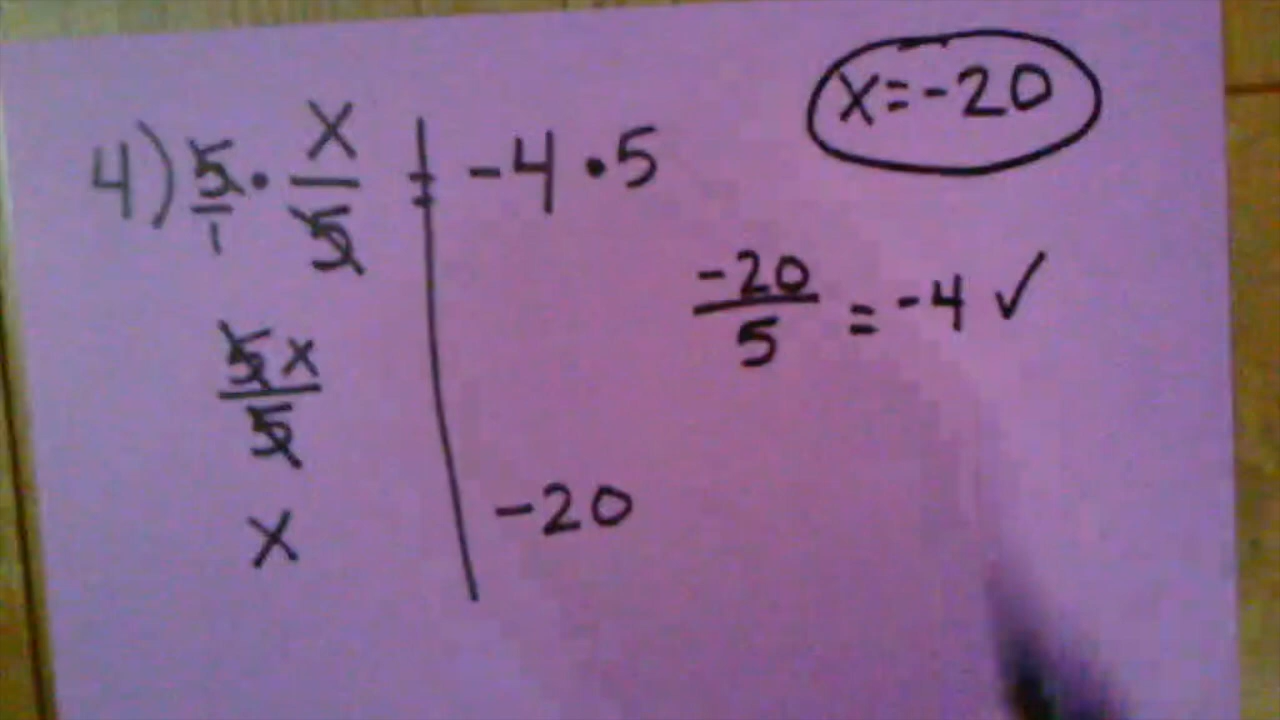 4) 5/1 · x/5 = -4 · 5
5x/5
x
-20
x = -20
-20/5 = -4 ✓